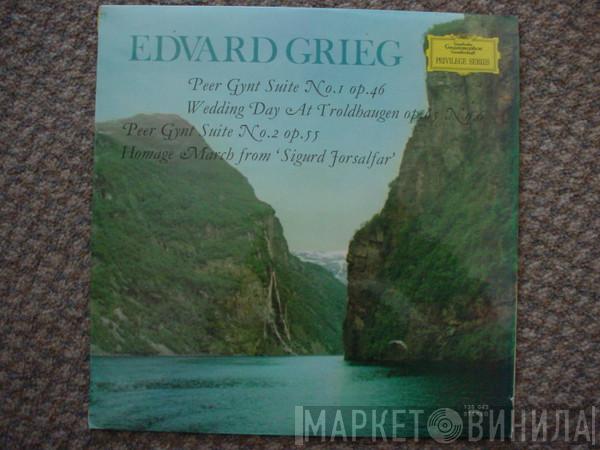 EDVARD GRIEG
Deutsche
Grammophon
Gesellschaft
PRIVILEGE SERIES
Peer Gynt Suite No.1 op.46
Wedding Day At Troldhaugen
Peer Gynt Suite No.2 op.55
Homage March from ‘Sigurd Jorsalfar’
STEREO
МАРКЕТ ВИНИЛА